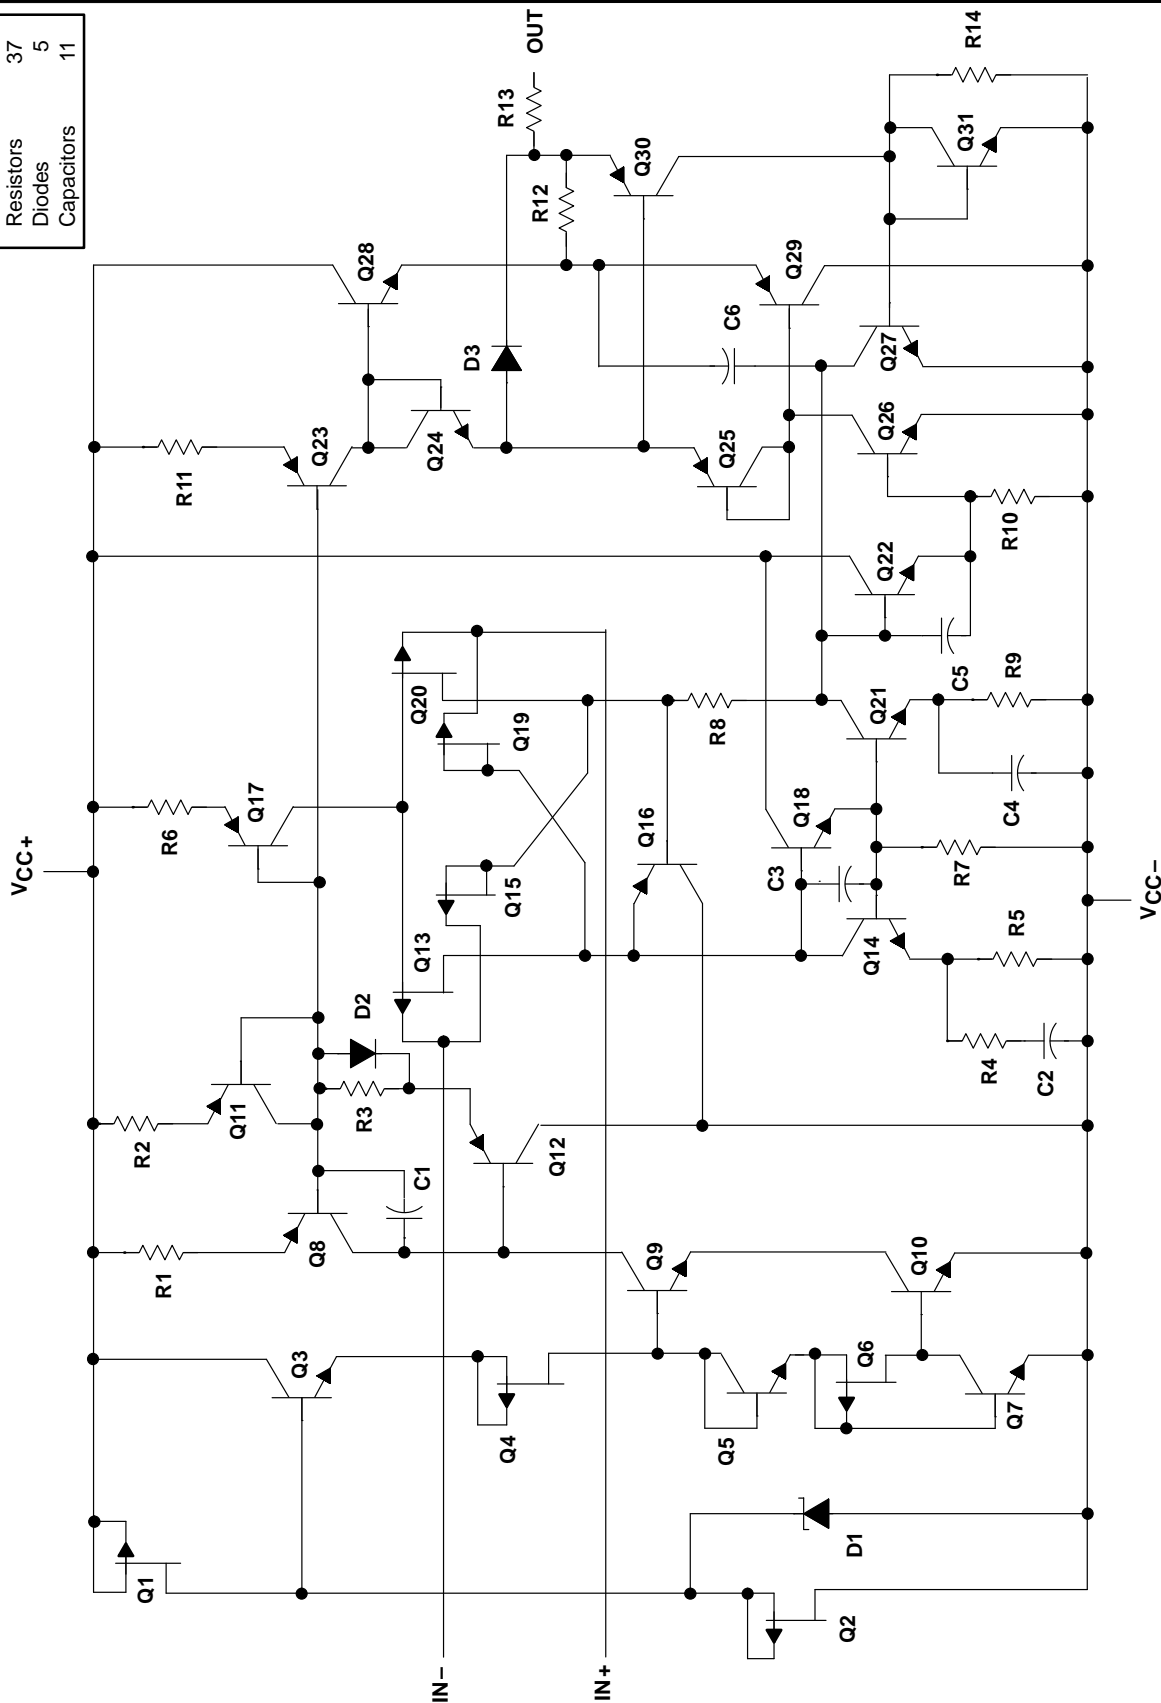 Resistors 37
Diodes 5
Capacitors 11
VCC+
IN−
IN+
OUT
VCC−
Q1
Q2
D1
Q3
Q4
Q5
Q6
Q7
R1
Q8
C1
Q9
Q10
R2
Q11
R3
D2
Q12
R6
Q17
Q13
Q15
Q19
Q20
Q16
R8
C3
Q18
Q14
Q21
R4
C2
R5
R7
C4
R9
C5
Q22
R10
R11
Q23
Q24
D3
Q25
Q26
Q27
Q28
Q29
C6
R12
R13
Q30
Q31
R14